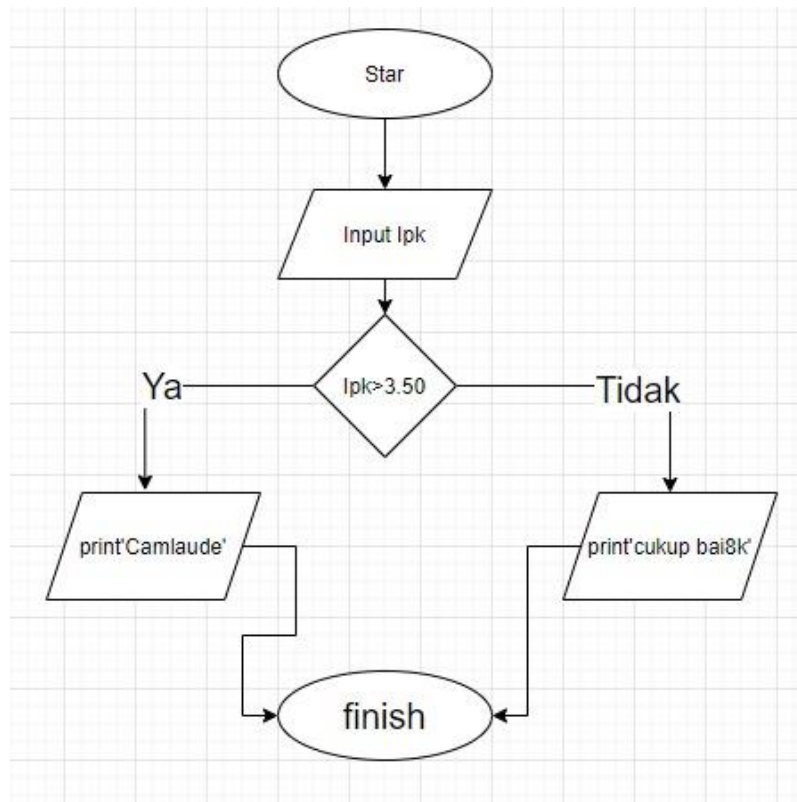 Star
Input Ipk
Ipk>3.50
Ya
Tidak
print'Camlaude'
print'cukup bai8k'
finish